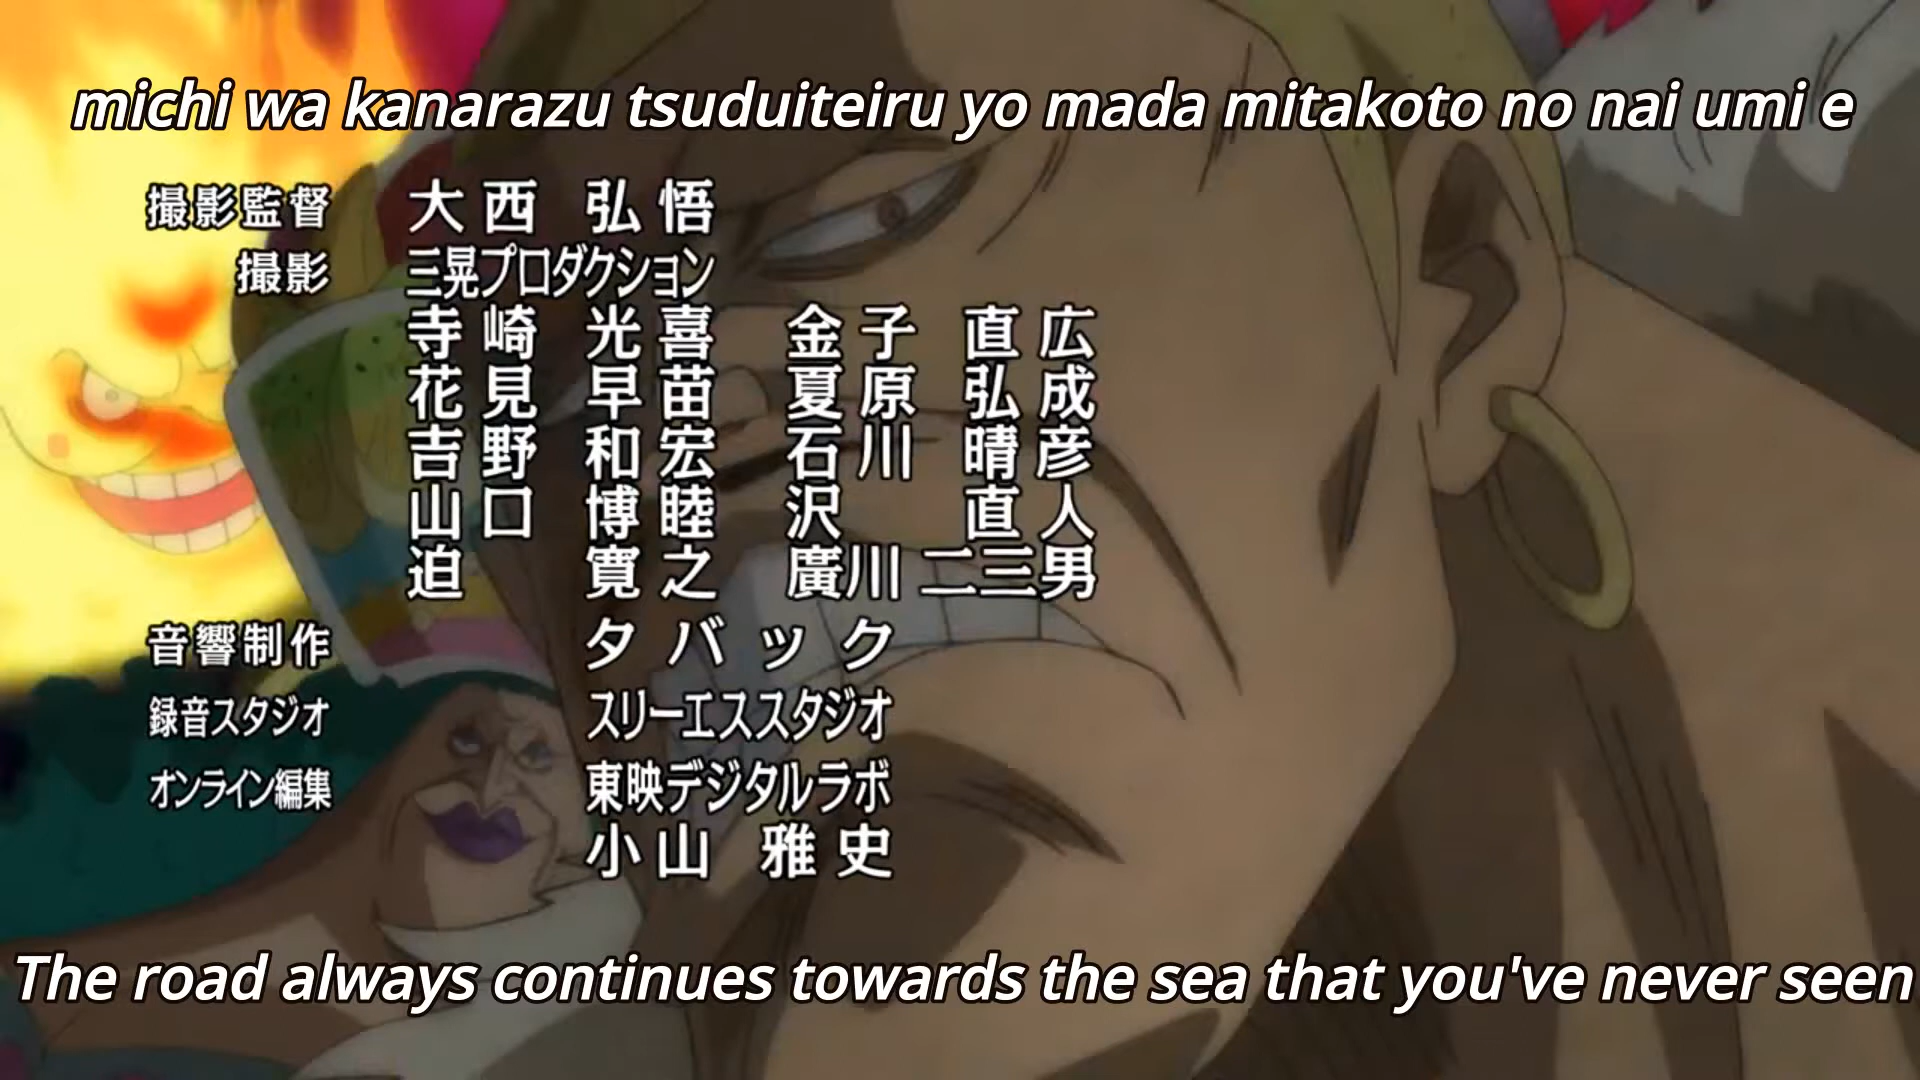 michi wa kanarazu tsuduiteiru yo mada mitakoto no nai umi e
撮影監督 大西 弘悟
撮影 三晃プロダクション
寺崎 光喜 金子 直広
花見 早苗 夏原 弘成
吉野 和宏 石川 晴彦
山口 博睦 沢 直人
迫 寛之 廣川 二三男
音響制作 タバック
録音スタジオ スリーエススタジオ
オンライン編集 東映デジタルラボ
小山 雅史
The road always continues towards the sea that you've never seen